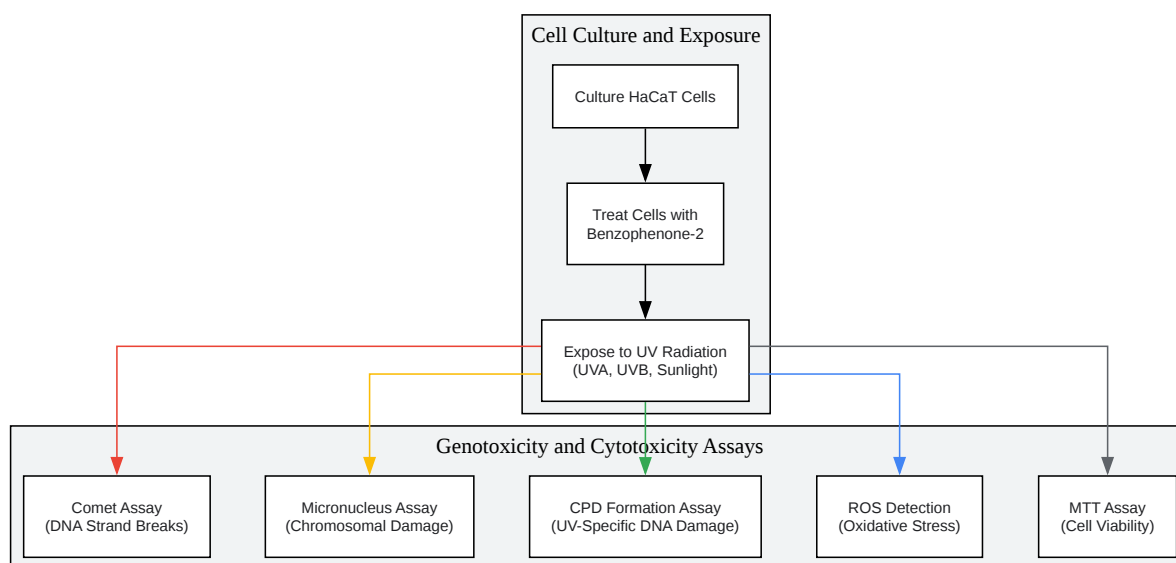 Cell Culture and Exposure
Culture HaCaT Cells
Treat Cells with
Benzophenone-2
Expose to UV Radiation
(UVA, UVB, Sunlight)
Genotoxicity and Cytotoxicity Assays
Comet Assay
(DNA Strand Breaks)
Micronucleus Assay
(Chromosomal Damage)
CPD Formation Assay
(UV-Specific DNA Damage)
ROS Detection
(Oxidative Stress)
MTT Assay
(Cell Viability)